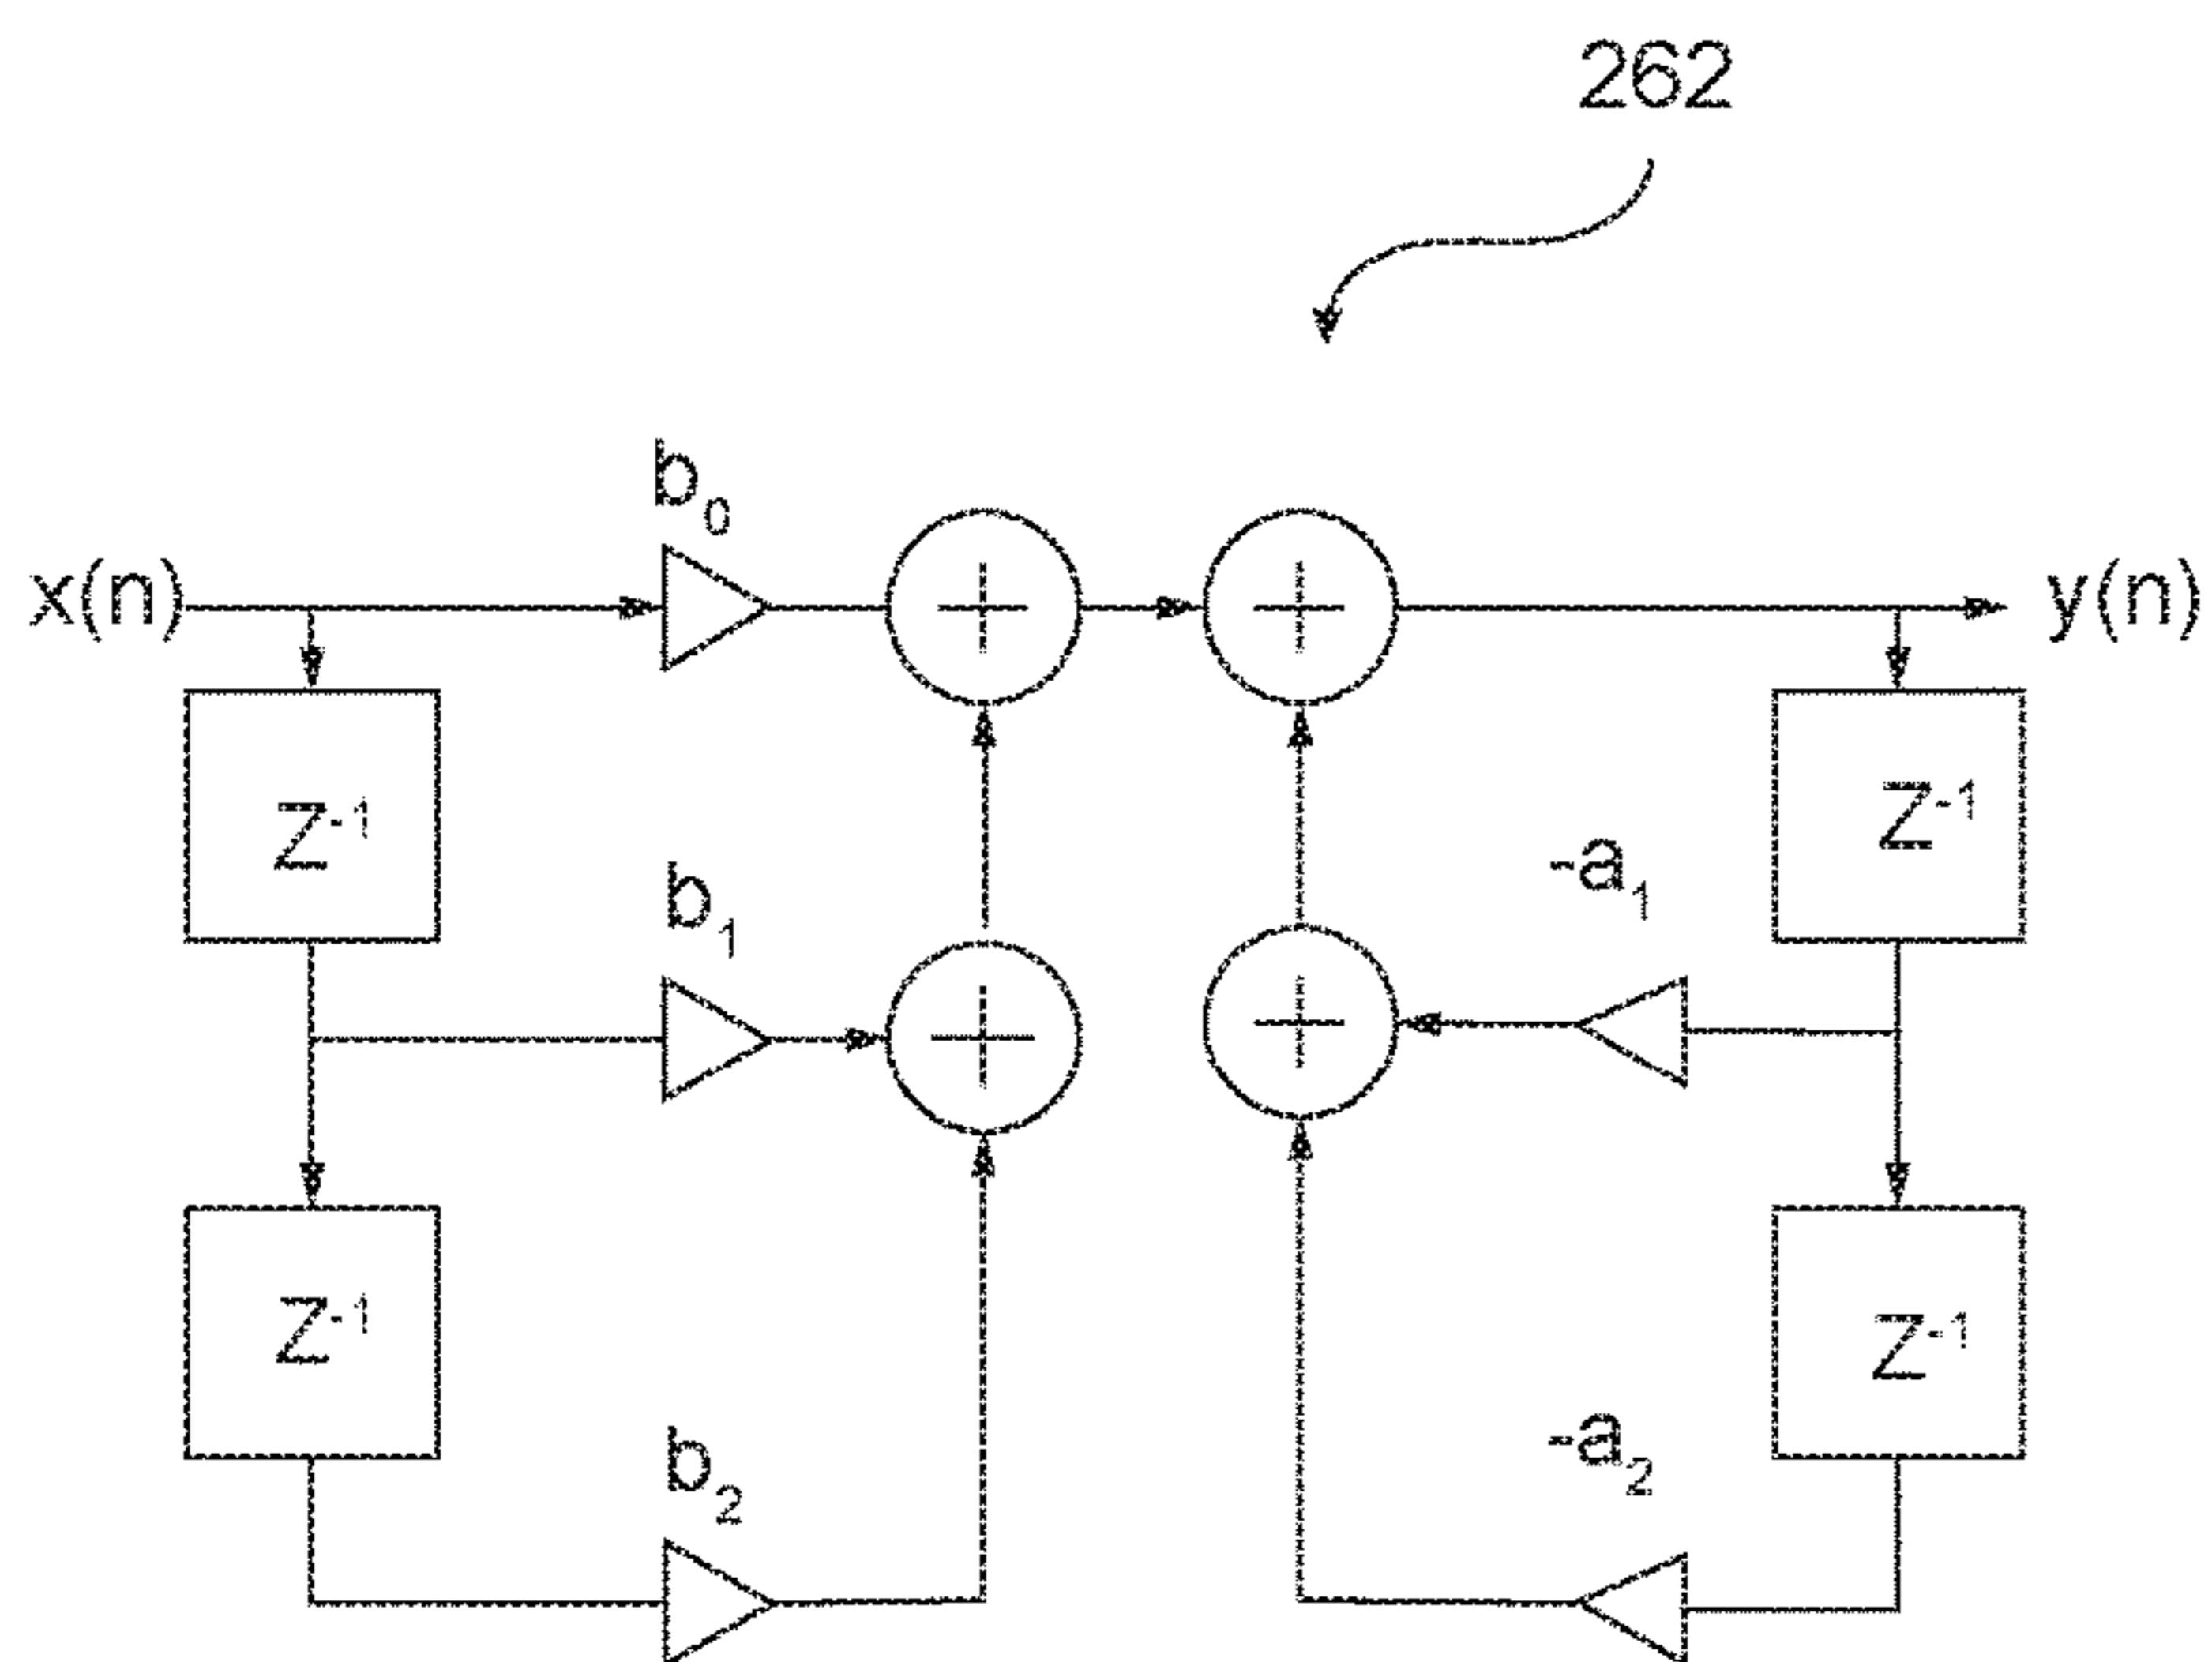 262
b₀
x(n)
y(n)
Z⁻¹
Z⁻¹
b₁
-a₁
Z⁻¹
Z⁻¹
b₂
-a₂